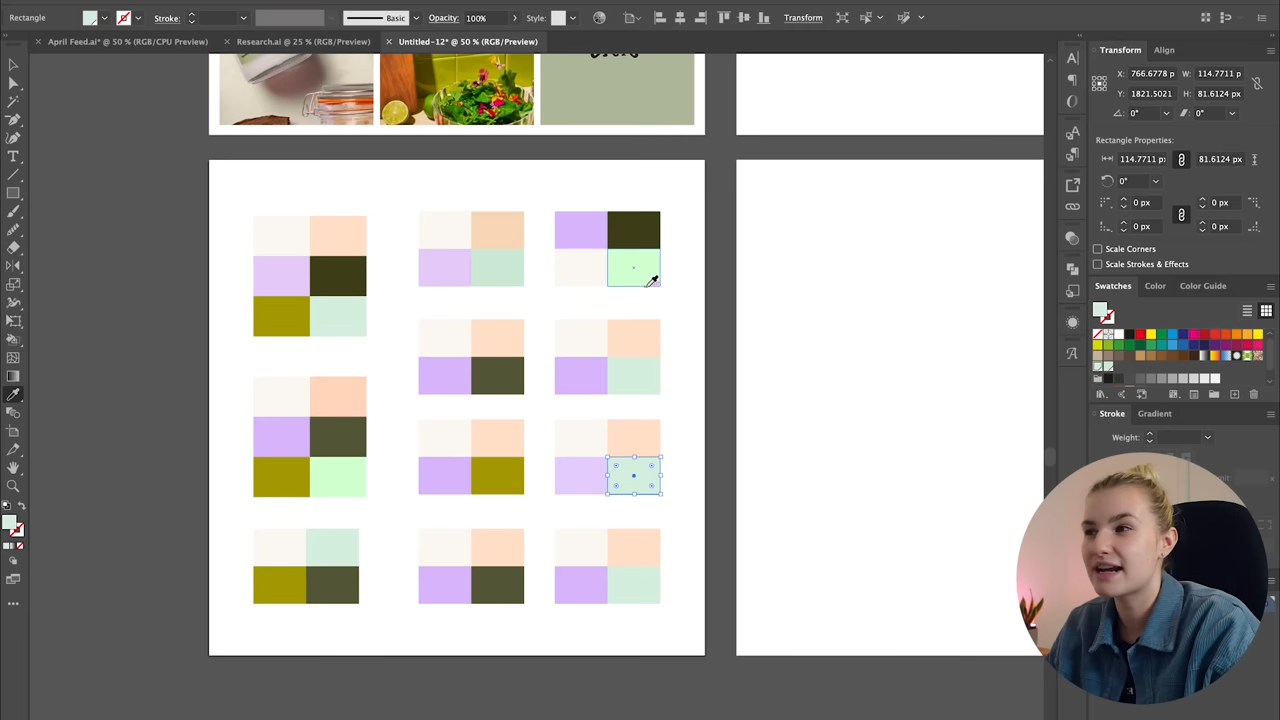 Rectangle
Stroke:
Basic
Opacity: 100%
Style:
Transform
April Feed.ai* @ 50 % (RGB/CPU Preview)
Research.ai @ 25 % (RGB/Preview)
Untitled-12* @ 50 % (RGB/Preview)
Transform
Align
X: 766.6778 p
W: 114.7711 p
Y: 1821.5021
H: 81.6124 px
0°
0°
Rectangle Properties:
114.7711 p:
81.6124 px
0°
0 px
0 px
0 px
0 px
Scale Corners
Scale Strokes & Effects
Swatches
Color
Color Guide
Stroke
Gradient
Weight: